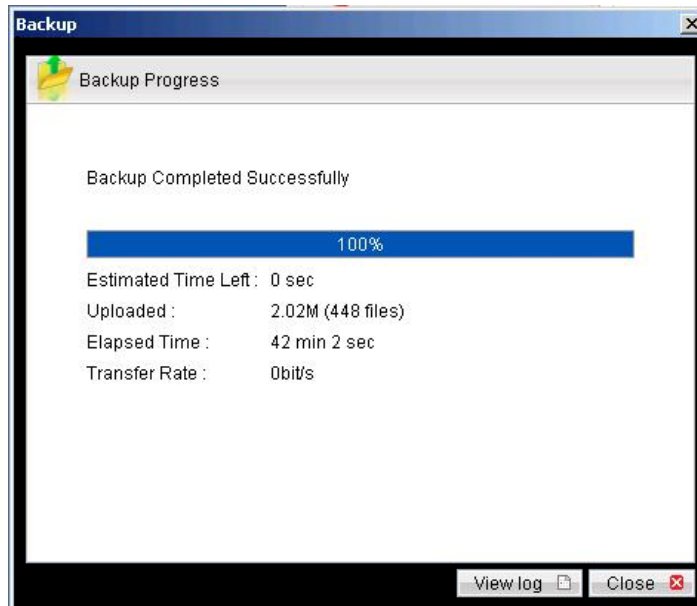 Backup
Backup Progress
Backup Completed Successfully
100%
Estimated Time Left : 0 sec
Uploaded : 2.02M (448 files)
Elapsed Time : 42 min 2 sec
Transfer Rate : 0bit/s
View log Close